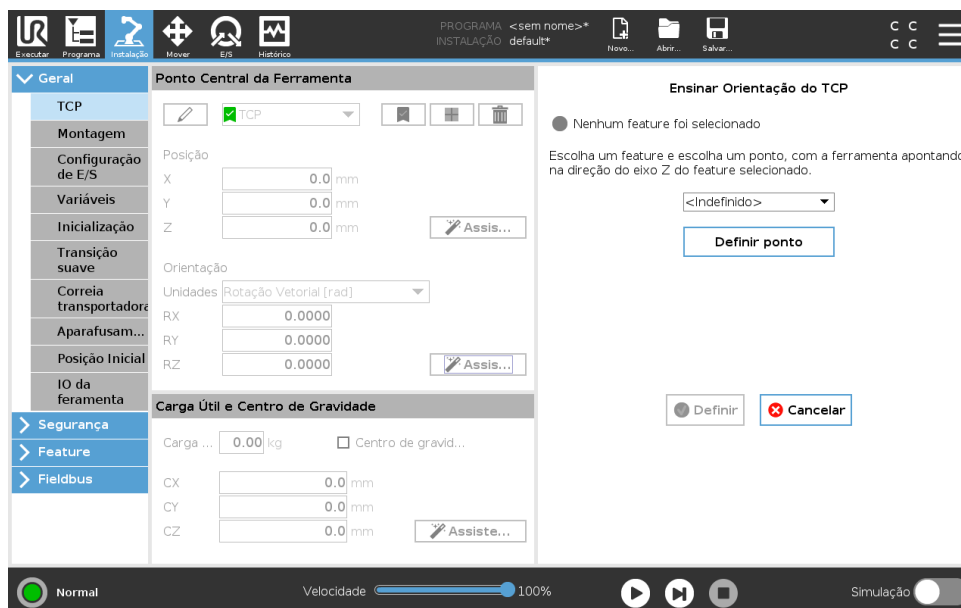 Executar
Programa
Instalação
Mover
E/S
Histórico
PROGRAMA <sem nome>*
INSTALAÇÃO default*
Novo...
Abrir...
Salvar...
C C
C C
Geral
TCP
Montagem
Configuração
de E/S
Variáveis
Inicialização
Transição
suave
Correia
transportadora
Aparafusam...
Posição Inicial
IO da
feramenta
Segurança
Feature
Fieldbus
Ponto Central da Ferramenta
TCP
Posição
X 0.0 mm
Y 0.0 mm
Z 0.0 mm
Assis...
Orientação
Unidades Rotação Vetorial [rad]
RX 0.0000
RY 0.0000
RZ 0.0000
Assis...
Carga Útil e Centro de Gravidade
Carga ... 0.00 kg
Centro de gravid...
CX 0.0 mm
CY 0.0 mm
CZ 0.0 mm
Assiste...
Ensinar Orientação do TCP
Nenhum feature foi selecionado
Escolha um feature e escolha um ponto, com a ferramenta apontando
na direção do eixo Z do feature selecionado.
<Indefinido>
Definir ponto
Definir
Cancelar
Normal
Velocidade 100%
Simulação